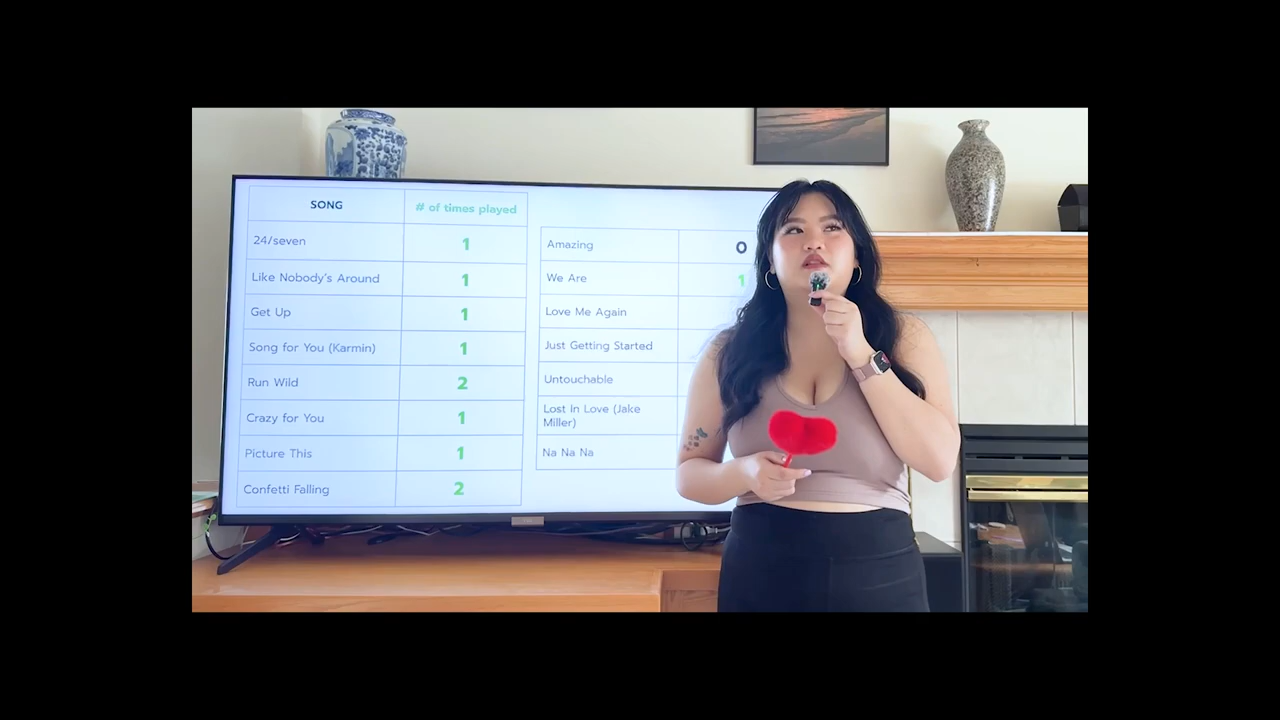 SONG # of times played
24/seven 1
Like Nobody's Around 1
Get Up 1
Song for You (Karmin) 1
Run Wild 2
Crazy for You 1
Picture This 1
Confetti Falling 2
Amazing 0
We Are 1
Love Me Again
Just Getting Started
Untouchable
Lost In Love (Jake
Miller)
Na Na Na